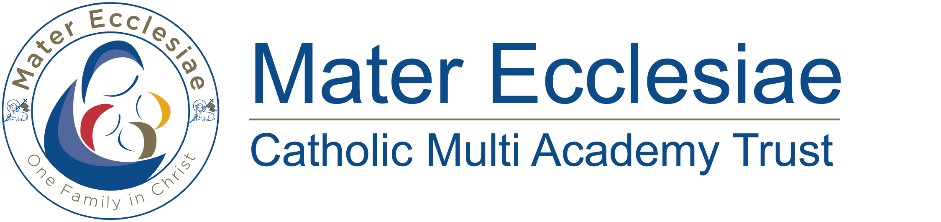 Mater Ecclesiae
One Family in Christ
Mater Ecclesiae
Catholic Multi Academy Trust